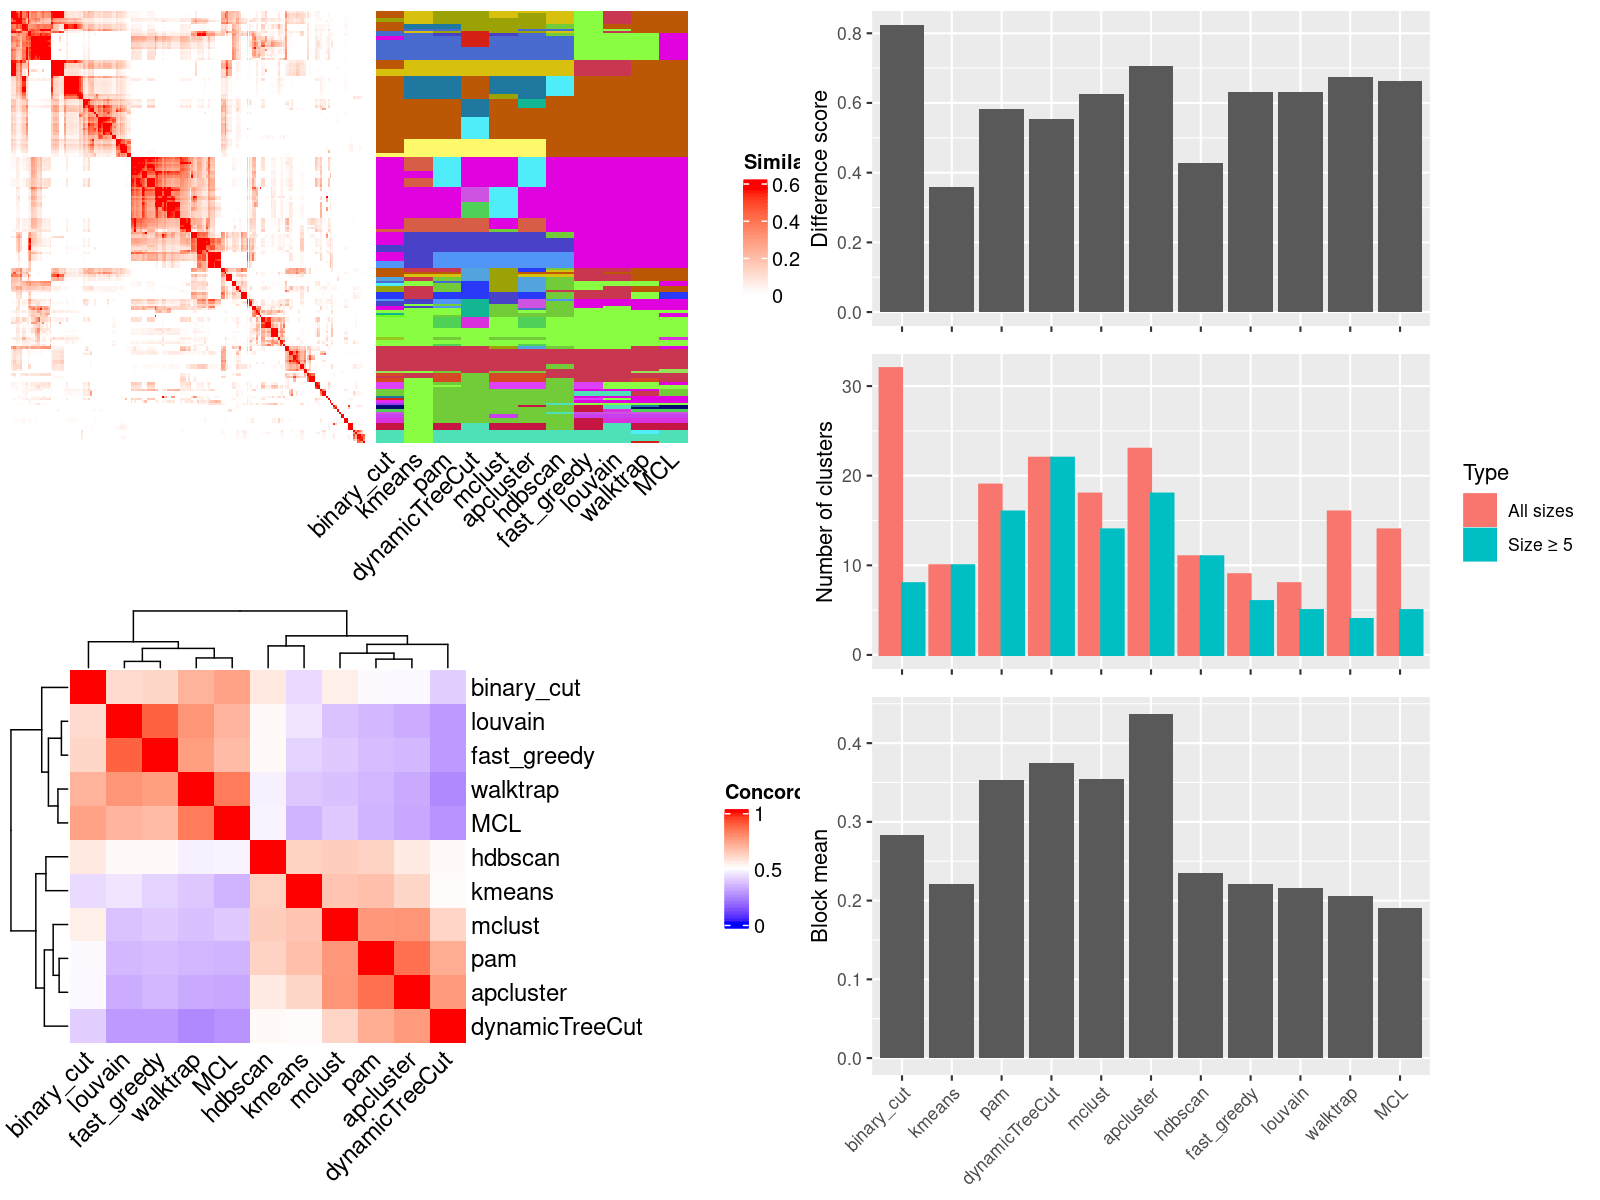 Simila
0.6
0.4
0.2
0
binary_cut
kmeans
pam
dynamicTreeCut
mclust
apcluster
hdbscan
fast_greedy
louvain
walktrap
MCL
Difference score
0.8
0.6
0.4
0.2
0.0
Number of clusters
30
20
10
0
Type
All sizes
Size ≥ 5
binary_cut
louvain
fast_greedy
walktrap
MCL
hdbscan
kmeans
mclust
pam
apcluster
dynamicTreeCut
binary_cut
louvain
fast_greedy
walktrap
MCL
hdbscan
kmeans
mclust
pam
apcluster
dynamicTreeCut
Concord
1
0.5
0
Block mean
0.4
0.3
0.2
0.1
0.0
binary_cut
kmeans
pam
dynamicTreeCut
mclust
apcluster
hdbscan
fast_greedy
louvain
walktrap
MCL